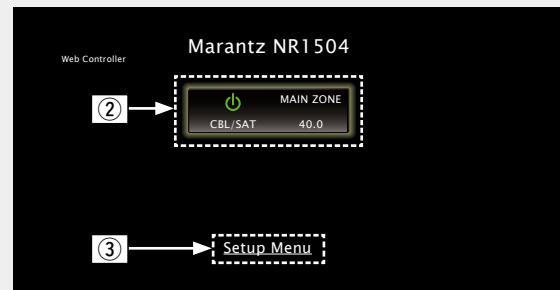 Marantz NR1504
Web Controller
②
MAIN ZONE
CBL/SAT 40.0
③ Setup Menu